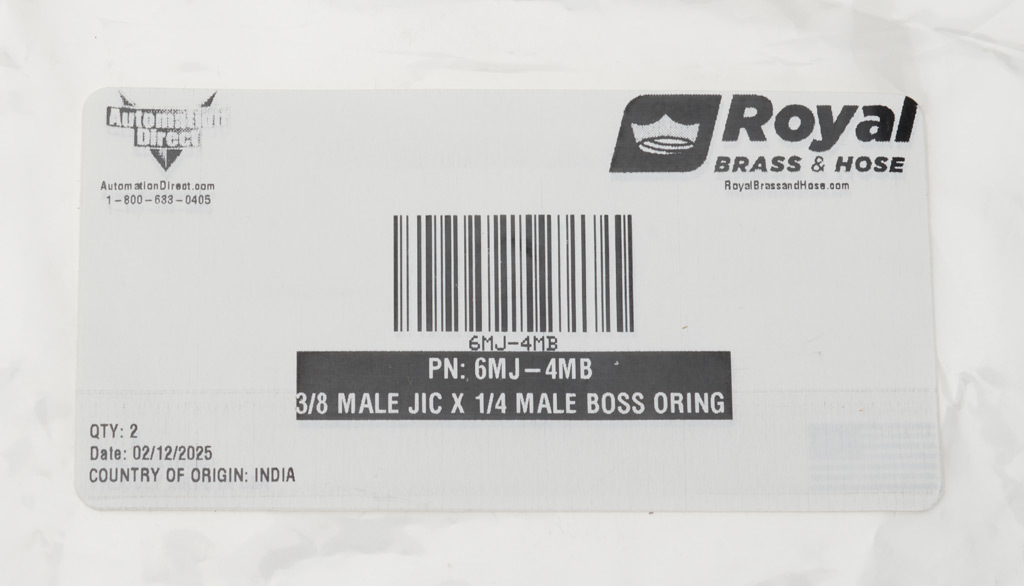 Automation
Direct
AutomationDirect.com
1-800-633-0405
Royal
BRASS & HOSE
RoyalBrassandHose.com
6MJ-4MB
PN: 6MJ-4MB
3/8 MALE JIC X 1/4 MALE BOSS ORING
QTY: 2
Date: 02/12/2025
COUNTRY OF ORIGIN: INDIA